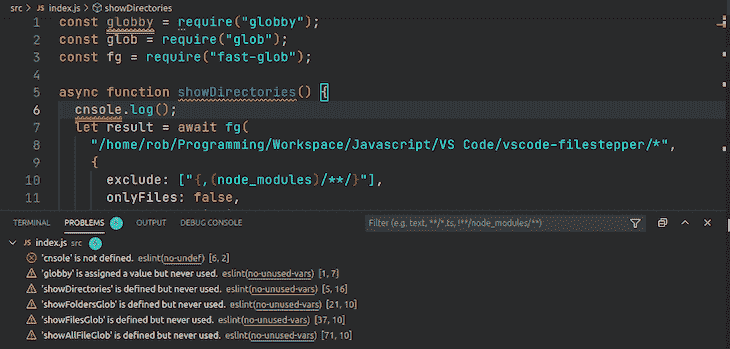 src > index.js > showDirectories
1 const globby = require("globby");
2 const glob = require("glob");
3 const fg = require("fast-glob");
4
5 async function showDirectories() {
6 cnsole.log();
7 let result = await fg(
8 "/home/rob/Programming/Workspace/Javascript/VS Code/vscode-filestepper/*",
9 {
10 exclude: ["{,(node_modules)/**/}"],
11 onlyFiles: false,
TERMINAL PROBLEMS OUTPUT DEBUG CONSOLE Filter (e.g. text, **/*.ts, !**/node_modules/**)
index.js src
'cnsole' is not defined. eslint(no-undef) [6, 2]
'globby' is assigned a value but never used. eslint(no-unused-vars) [1, 7]
'showDirectories' is defined but never used. eslint(no-unused-vars) [5, 16]
'showFoldersGlob' is defined but never used. eslint(no-unused-vars) [21, 10]
'showFilesGlob' is defined but never used. eslint(no-unused-vars) [37, 10]
'showAllFileGlob' is defined but never used. eslint(no-unused-vars) [71, 10]